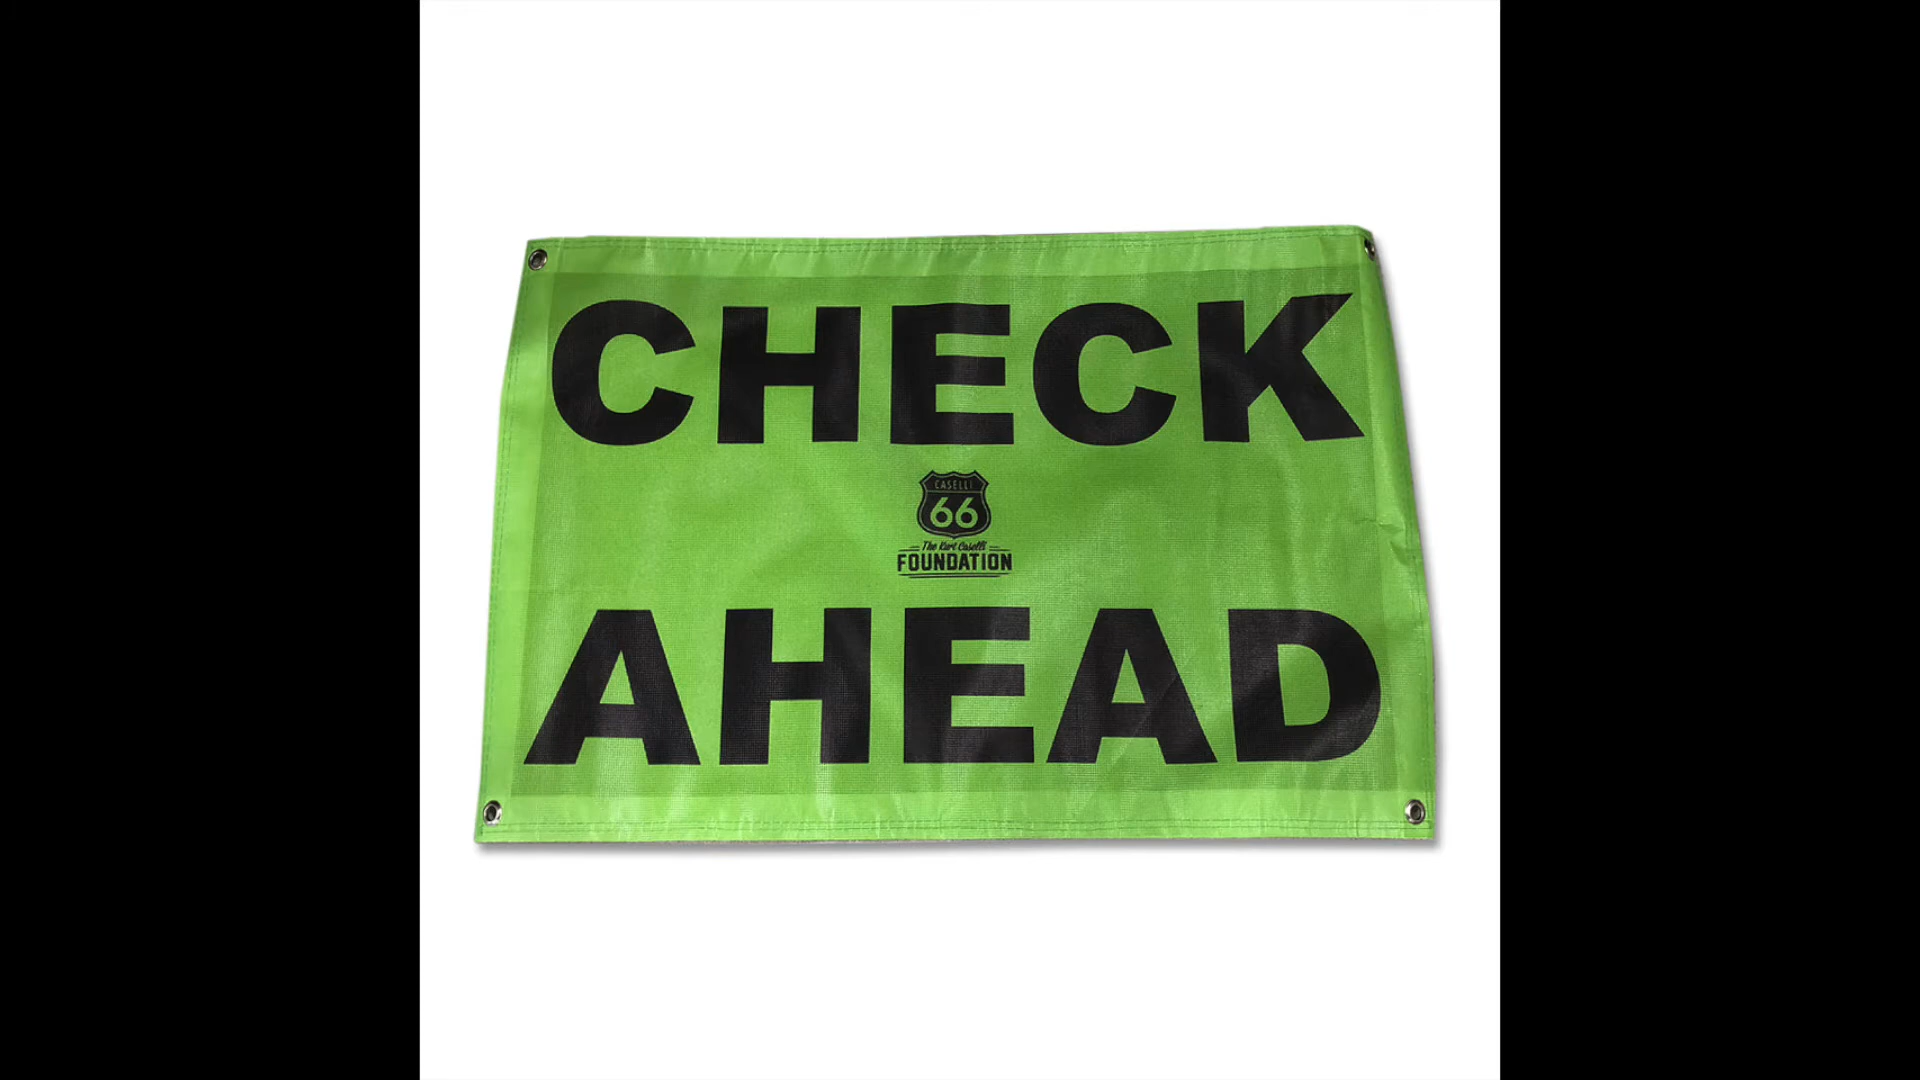 CHECK
CASELLI
66
The Kurt Caselli
FOUNDATION
AHEAD